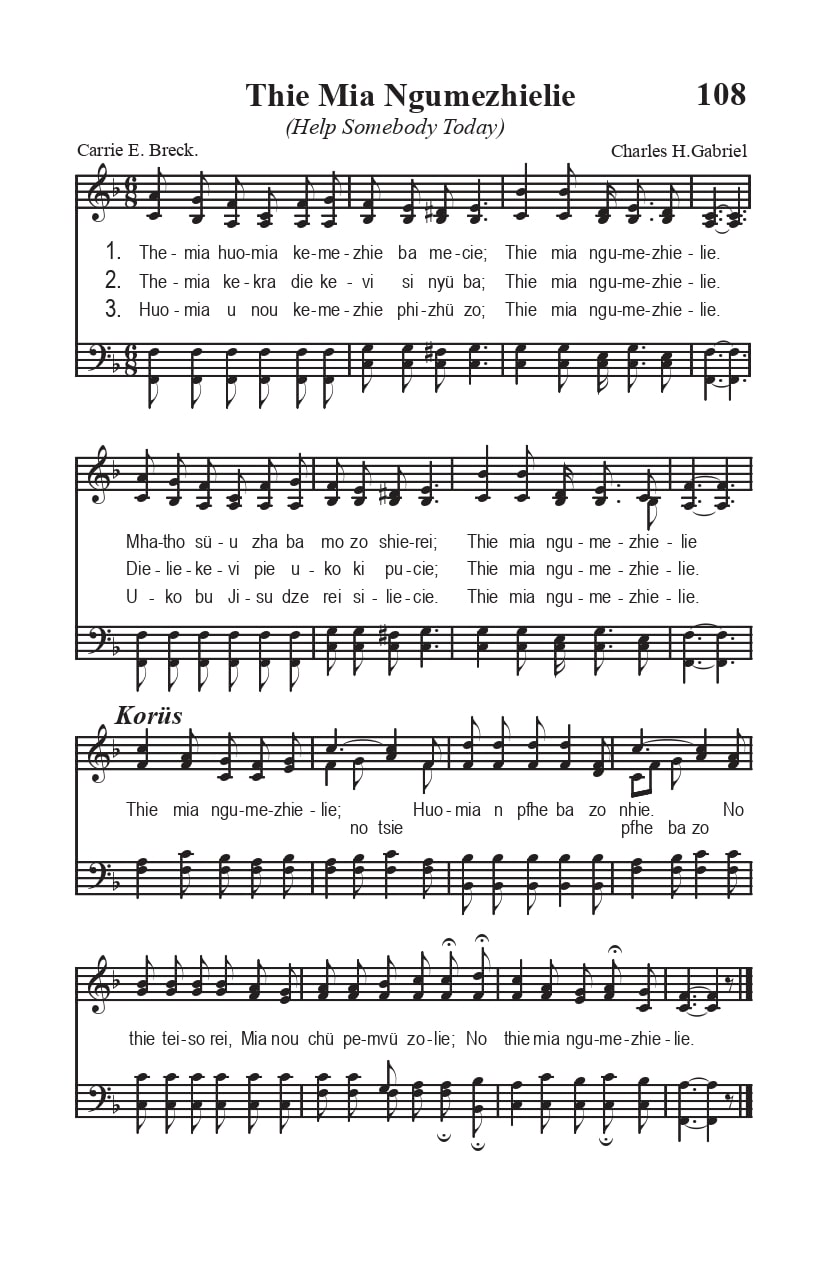 Thie Mia Ngumezhielie 108
(Help Somebody Today)
Carrie E. Breck. Charles H.Gabriel
1. The- mia huo-mia ke-me-zhie ba me-cie; Thie mia ngu-me-zhie- lie.
2. The- mia ke-kra die ke- vi si nyü ba; Thie mia ngu-me-zhie- lie.
3. Huo- mia u nou ke-me-zhie phi-zhü zo; Thie mia ngu-me-zhie- lie.
Mha-tho sü- u zha ba mo zo shie-rei; Thie mia ngu - me - zhie - lie
Die-lie-ke-vi pie u-ko ki pu-cie; Thie mia ngu - me - zhie - lie.
U - ko bu Ji-su dze rei si-lie-cie. Thie mia ngu - me - zhie - lie.
Korüs
Thie mia ngu-me-zhie - lie; Huo-mia n pfhe ba zo nhie. No
no tsie pfhe ba zo
thie tei-so rei, Mia nou chü pe-mvü zo-lie; No thie mia ngu-me-zhie-lie.